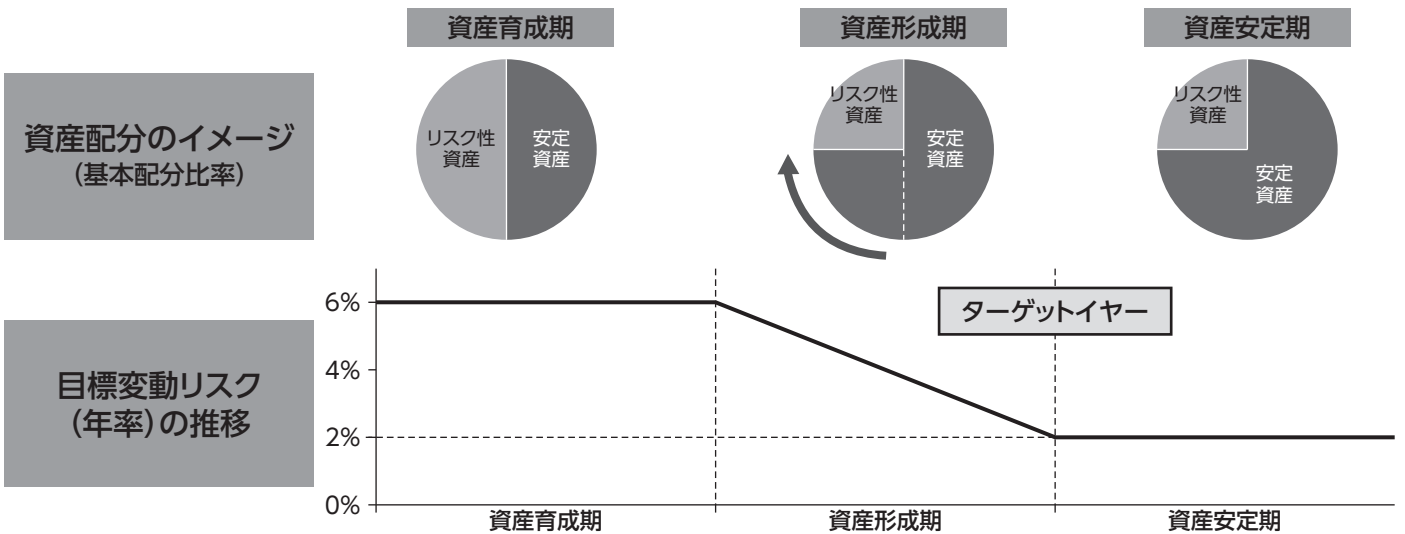 資産育成期
資産形成期
資産安定期
資産配分のイメージ
（基本配分比率）
リスク性
資産
安定
資産
リスク性
資産
安定
資産
リスク性
資産
安定
資産
目標変動リスク
（年率）の推移
6%
4%
2%
0%
ターゲットイヤー
資産育成期
資産形成期
資産安定期